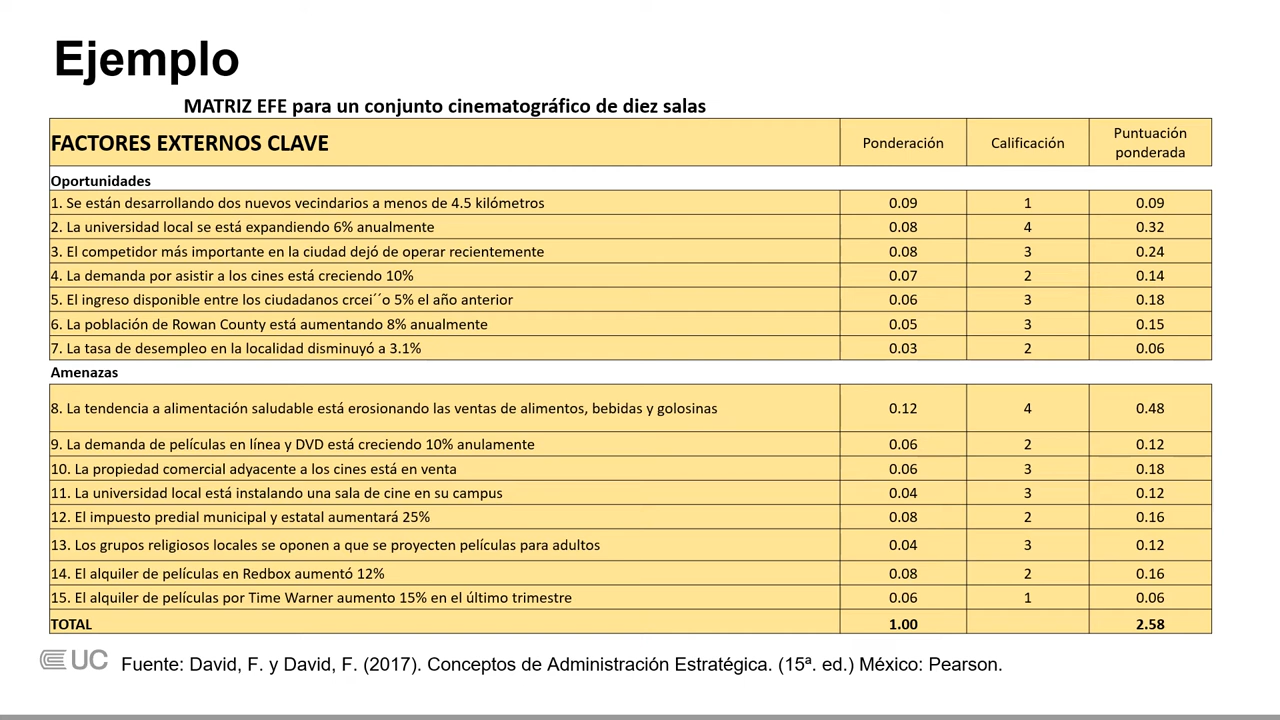 Ejemplo
MATRIZ EFE para un conjunto cinematográfico de diez salas
FACTORES EXTERNOS CLAVE Ponderación Calificación Puntuación ponderada
Oportunidades
1. Se están desarrollando dos nuevos vecindarios a menos de 4.5 kilómetros 0.09 1 0.09
2. La universidad local se está expandiendo 6% anualmente 0.08 4 0.32
3. El competidor más importante en la ciudad dejó de operar recientemente 0.08 3 0.24
4. La demanda por asistir a los cines está creciendo 10% 0.07 2 0.14
5. El ingreso disponible entre los ciudadanos crcei´´o 5% el año anterior 0.06 3 0.18
6. La población de Rowan County está aumentando 8% anualmente 0.05 3 0.15
7. La tasa de desempleo en la localidad disminuyó a 3.1% 0.03 2 0.06
Amenazas
8. La tendencia a alimentación saludable está erosionando las ventas de alimentos, bebidas y golosinas 0.12 4 0.48
9. La demanda de películas en línea y DVD está creciendo 10% anulamente 0.06 2 0.12
10. La propiedad comercial adyacente a los cines está en venta 0.06 3 0.18
11. La universidad local está instalando una sala de cine en su campus 0.04 3 0.12
12. El impuesto predial municipal y estatal aumentará 25% 0.08 2 0.16
13. Los grupos religiosos locales se oponen a que se proyecten películas para adultos 0.04 3 0.12
14. El alquiler de películas en Redbox aumentó 12% 0.08 2 0.16
15. El alquiler de películas por Time Warner aumento 15% en el último trimestre 0.06 1 0.06
TOTAL 1.00 2.58
UC Fuente: David, F. y David, F. (2017). Conceptos de Administración Estratégica. (15ª. ed.) México: Pearson.